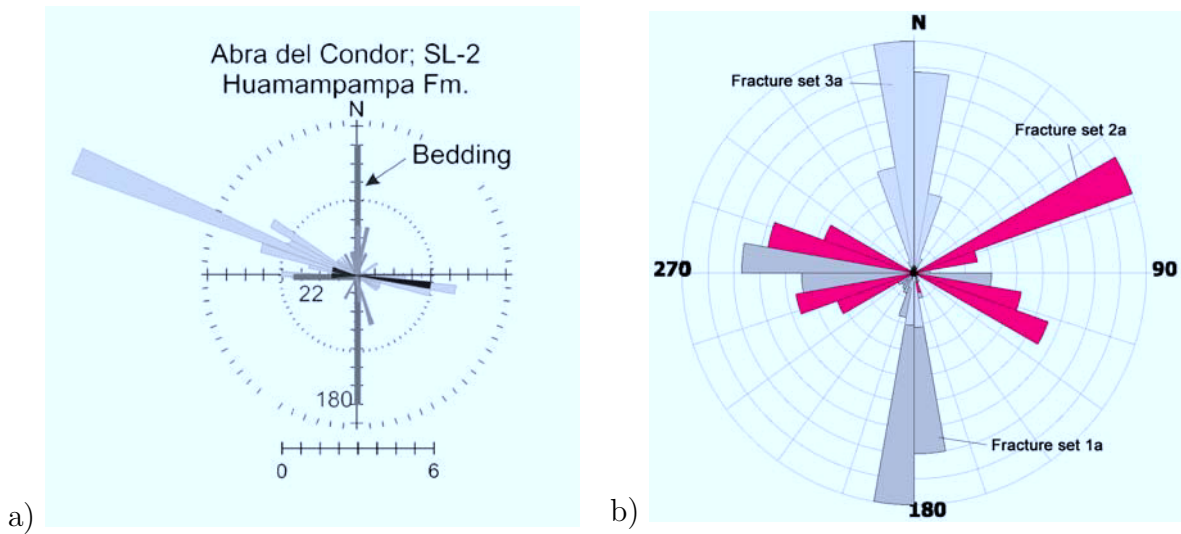 Abra del Condor; SL-2
Huamampampa Fm.
N
Bedding
22
180
0 6
a)
N
Fracture set 3a
Fracture set 2a
270 90
Fracture set 1a
180
b)